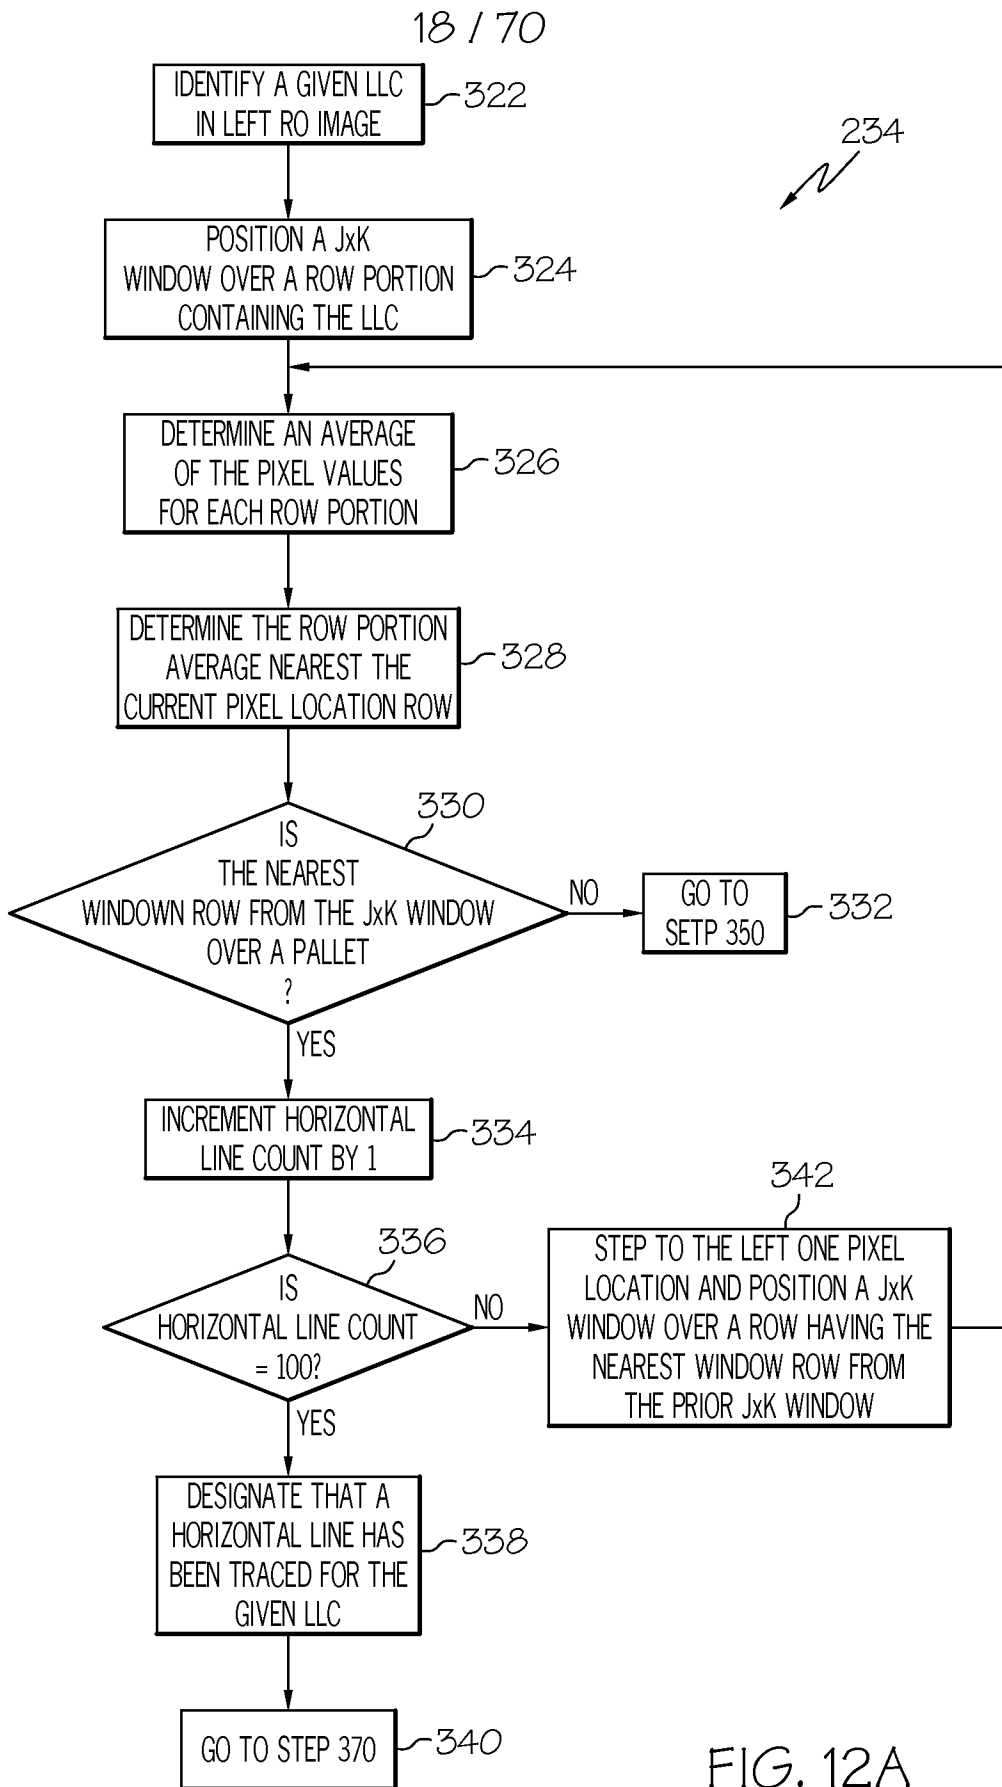 18 / 70
IDENTIFY A GIVEN LLC
IN LEFT RO IMAGE
322
234
POSITION A JxK
WINDOW OVER A ROW PORTION
CONTAINING THE LLC
324
DETERMINE AN AVERAGE
OF THE PIXEL VALUES
FOR EACH ROW PORTION
326
DETERMINE THE ROW PORTION
AVERAGE NEAREST THE
CURRENT PIXEL LOCATION ROW
328
330
IS
THE NEAREST
WINDOWN ROW FROM THE JxK WINDOW
OVER A PALLET
?
NO
GO TO
SETP 350
332
YES
INCREMENT HORIZONTAL
LINE COUNT BY 1
334
336
IS
HORIZONTAL LINE COUNT
= 100?
NO
342
STEP TO THE LEFT ONE PIXEL
LOCATION AND POSITION A JxK
WINDOW OVER A ROW HAVING THE
NEAREST WINDOW ROW FROM
THE PRIOR JxK WINDOW
YES
DESIGNATE THAT A
HORIZONTAL LINE HAS
BEEN TRACED FOR THE
GIVEN LLC
338
GO TO STEP 370
340
FIG. 12A